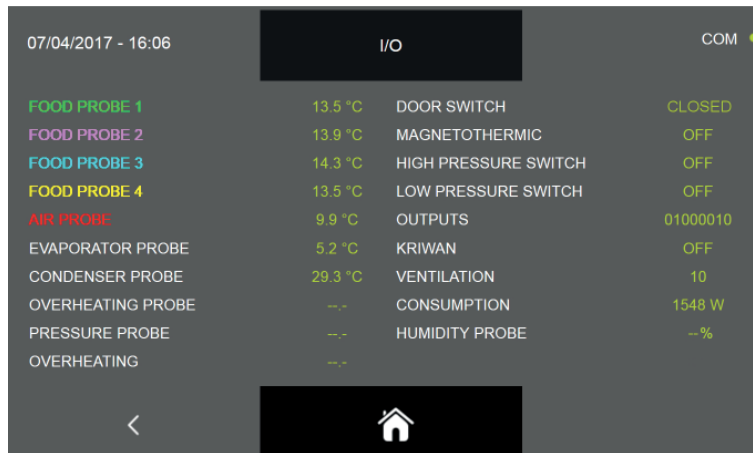 07/04/2017 - 16:06 I/O COM
FOOD PROBE 1 13.5 °C DOOR SWITCH CLOSED
FOOD PROBE 2 13.9 °C MAGNETOTHERMIC OFF
FOOD PROBE 3 14.3 °C HIGH PRESSURE SWITCH OFF
FOOD PROBE 4 13.5 °C LOW PRESSURE SWITCH OFF
AIR PROBE 9.9 °C OUTPUTS 01000010
EVAPORATOR PROBE 5.2 °C KRIWAN OFF
CONDENSER PROBE 29.3 °C VENTILATION 10
OVERHEATING PROBE --.- CONSUMPTION 1548 W
PRESSURE PROBE --.- HUMIDITY PROBE --%
OVERHEATING --.-